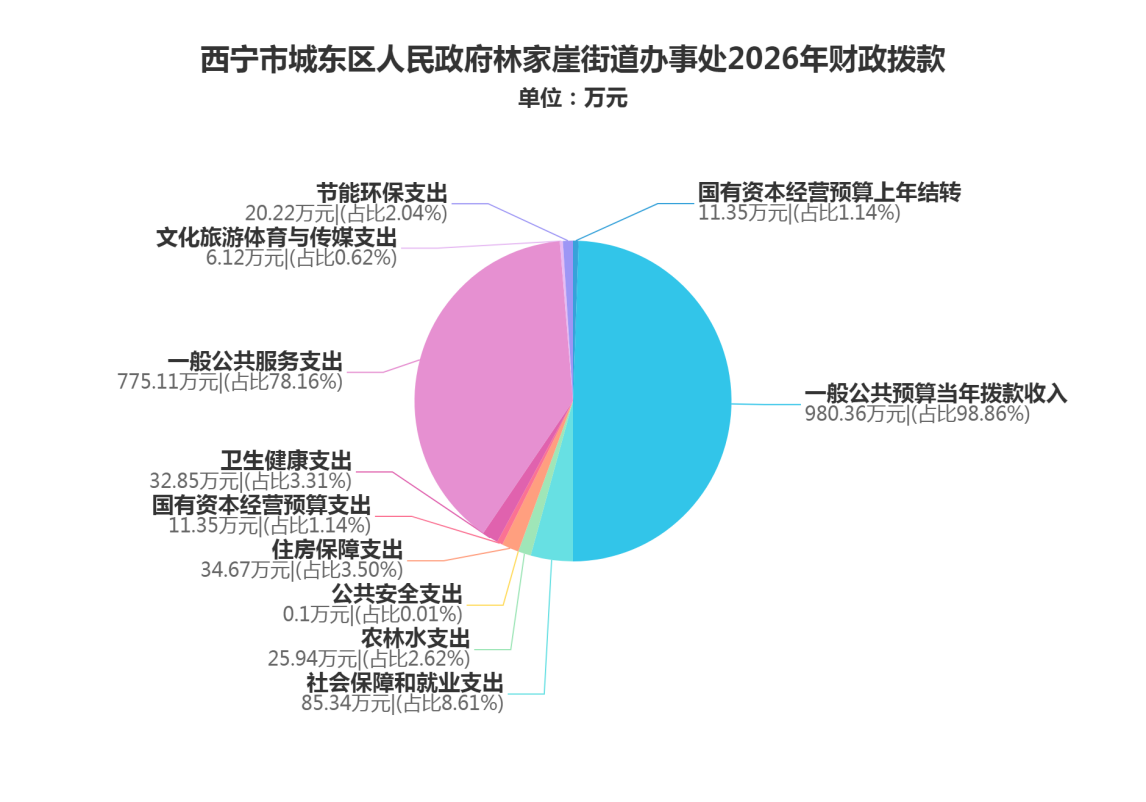 西宁市城东区人民政府林家崖街道办事处2026年财政拨款
单位：万元
节能环保支出
20.22万元|(占比2.04%)
文化旅游体育与传媒支出
6.12万元|(占比0.62%)
一般公共服务支出
775.11万元|(占比78.16%)
卫生健康支出
32.85万元|(占比3.31%)
国有资本经营预算支出
11.35万元|(占比1.14%)
住房保障支出
34.67万元|(占比3.50%)
公共安全支出
0.1万元|(占比0.01%)
农林水支出
25.94万元|(占比2.62%)
社会保障和就业支出
85.34万元|(占比8.61%)
国有资本经营预算上年结转
11.35万元|(占比1.14%)
一般公共预算当年拨款收入
980.36万元|(占比98.86%)